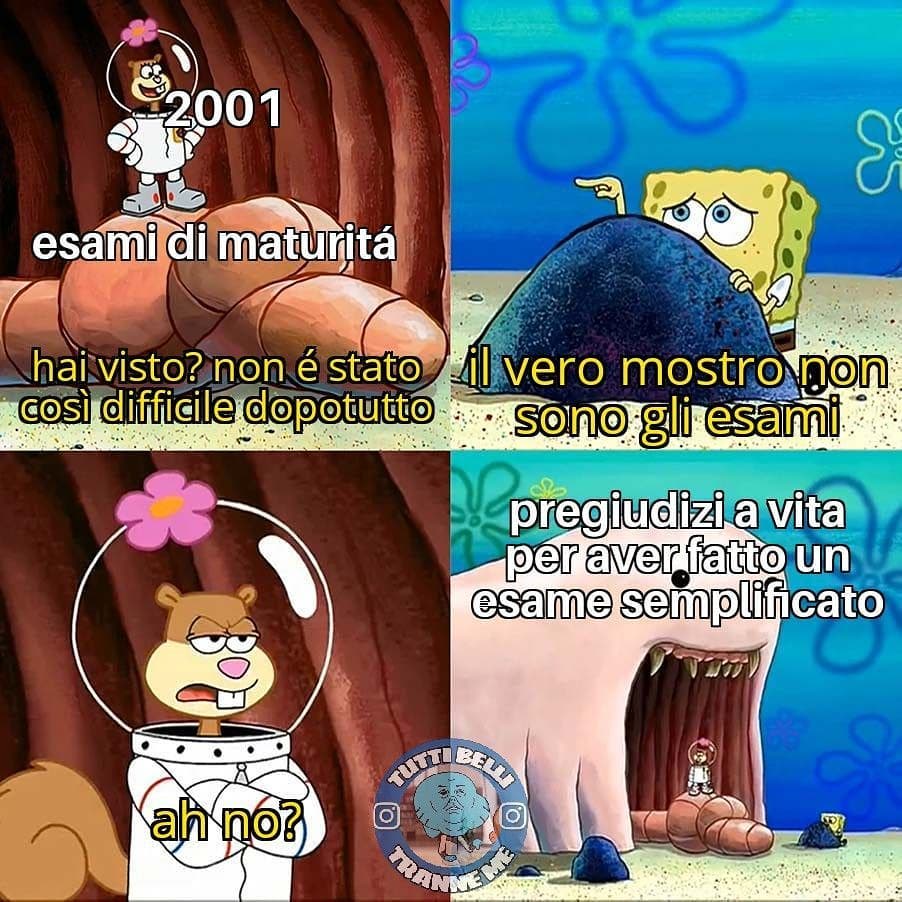 2001
esami di maturitá
hai visto? non é stato
così difficile dopotutto
il vero mostro non
sono gli esami
ah no?
pregiudizi a vita
per aver fatto un
esame semplificato
TUTTI BELLI
TRANNE ME